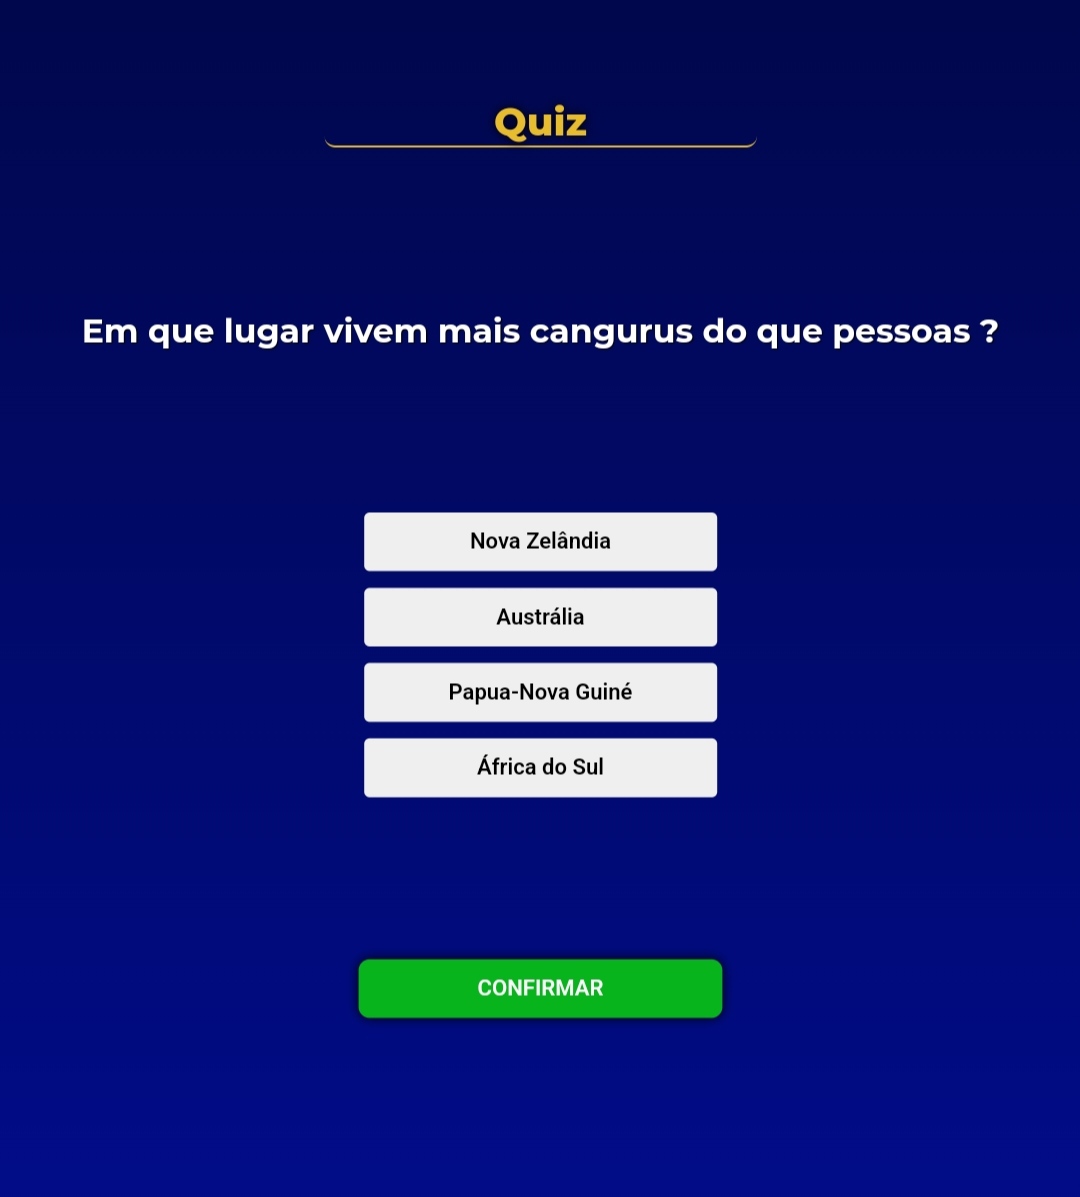 Quiz
Em que lugar vivem mais cangurus do que pessoas ?
Nova Zelândia
Austrália
Papua-Nova Guiné
África do Sul
CONFIRMAR